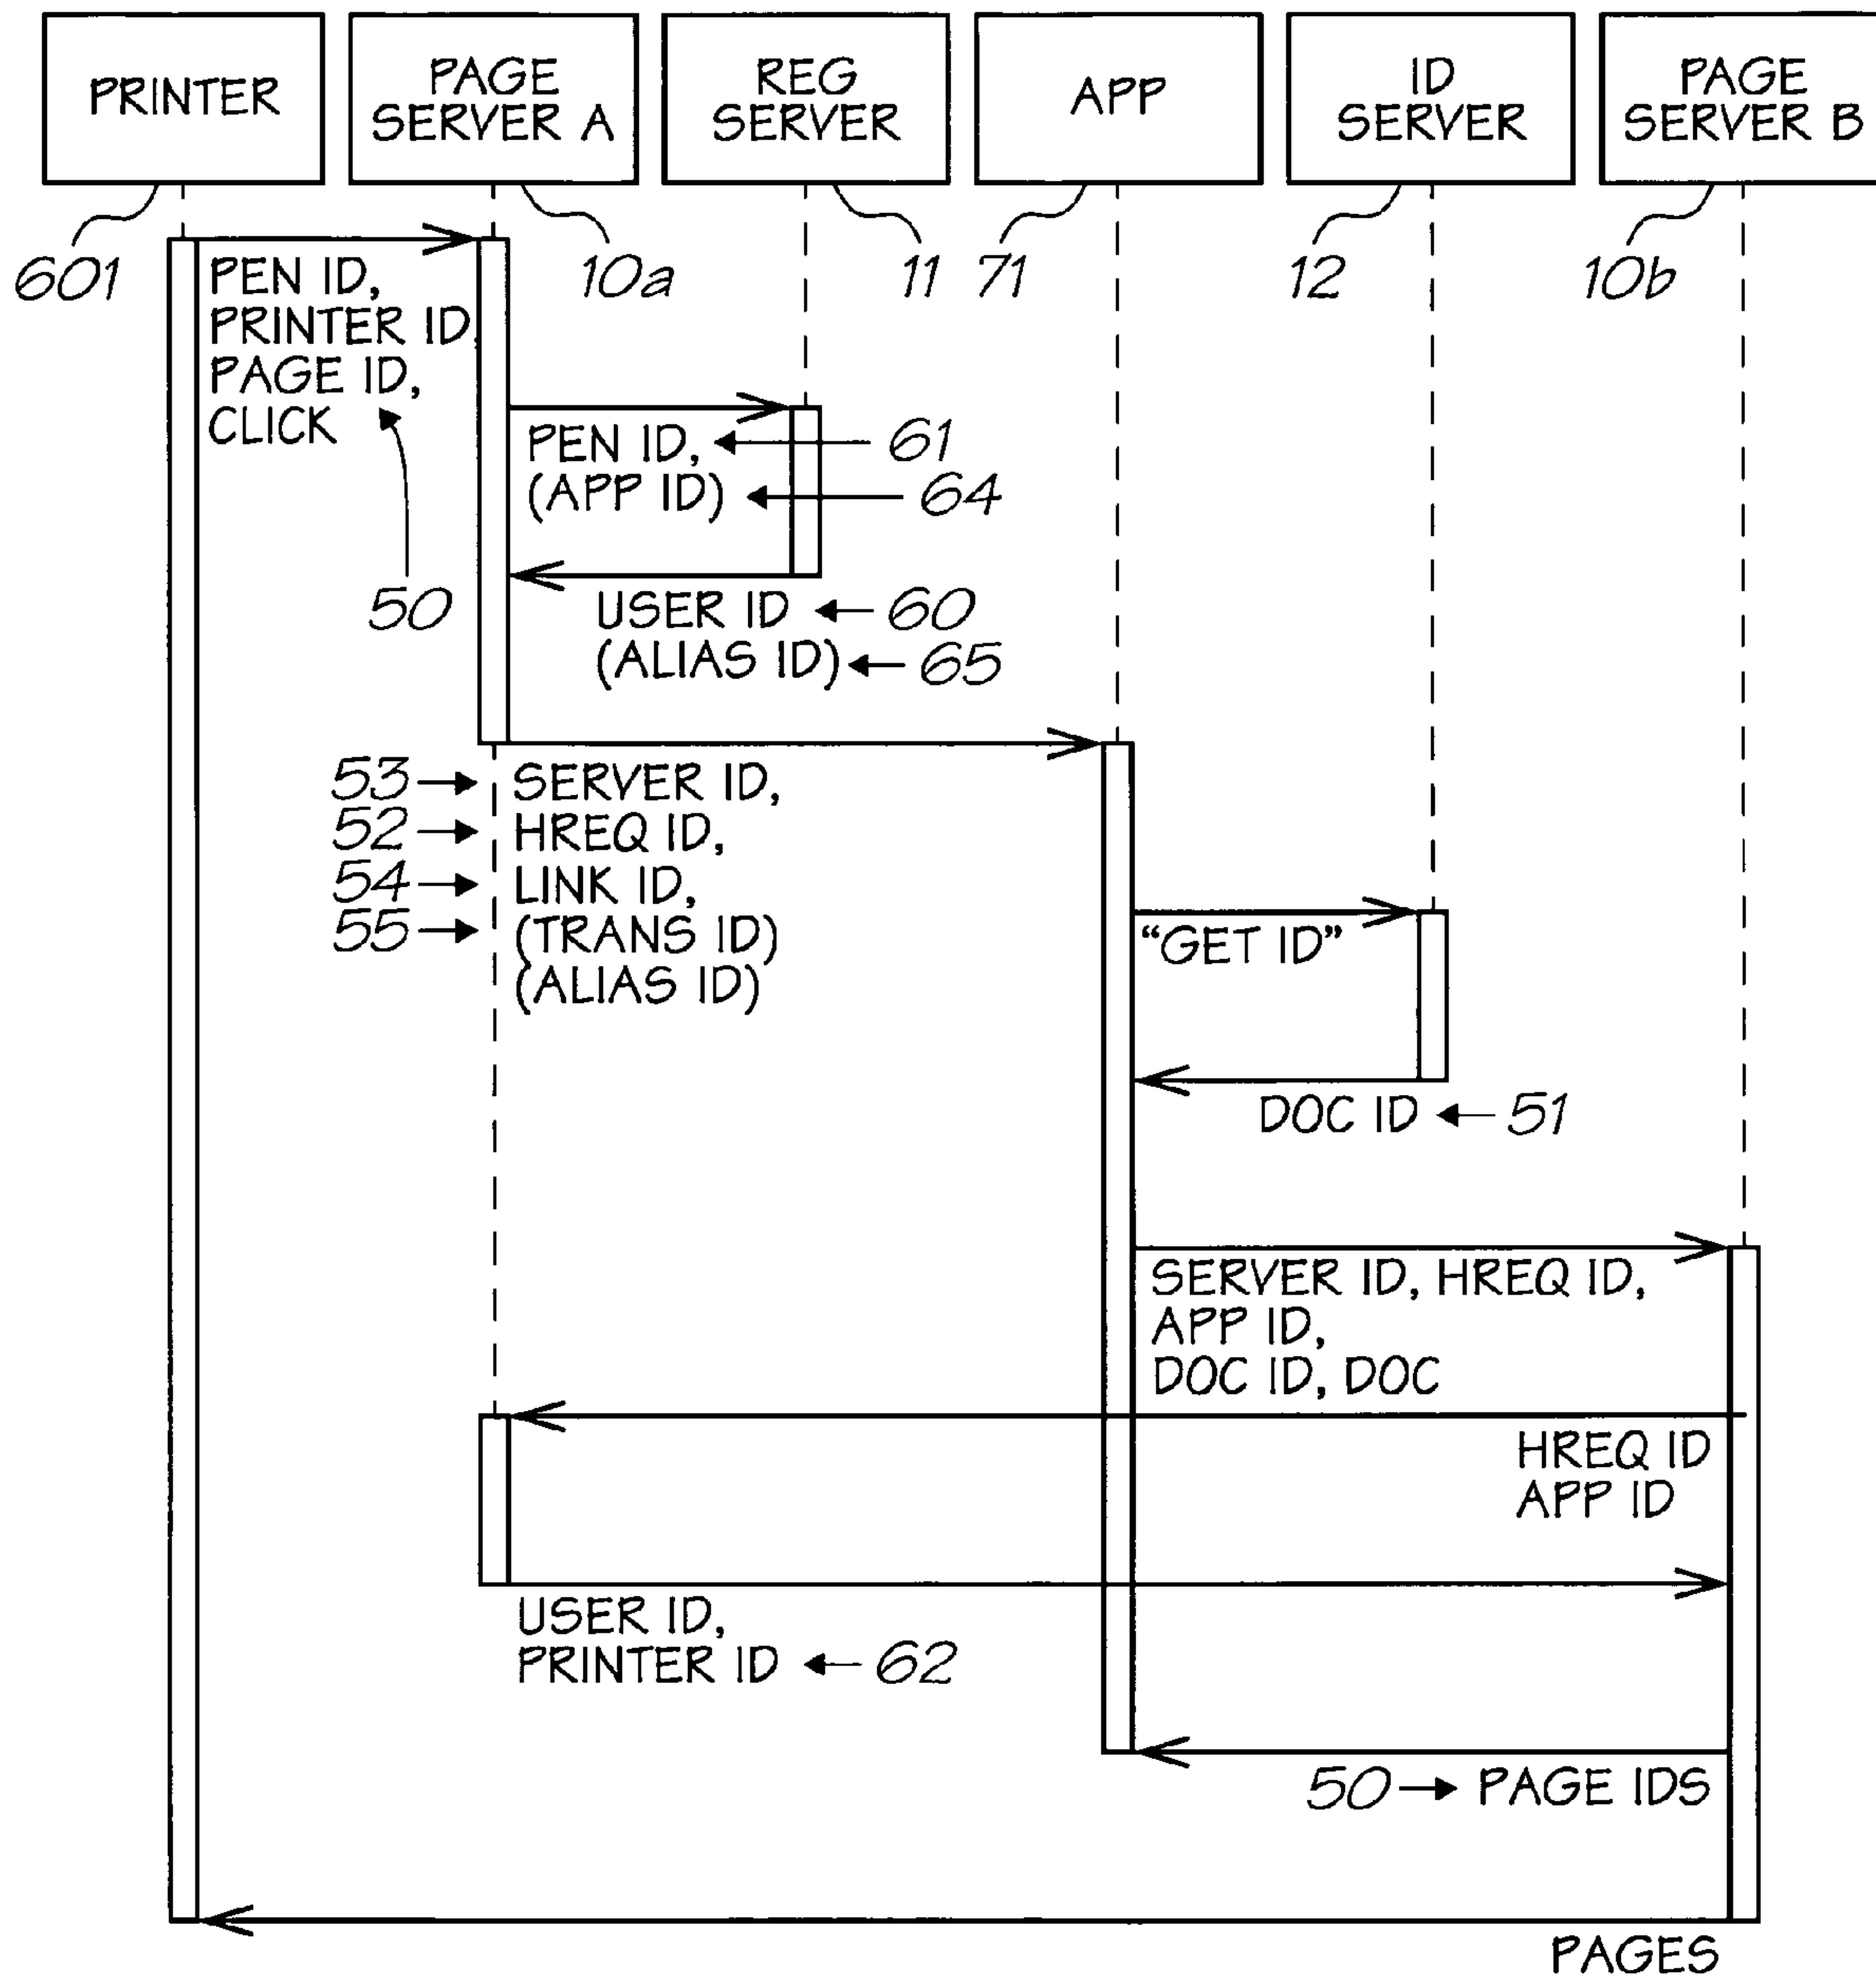 PRINTER
PAGE
SERVER A
REG
SERVER
APP
ID
SERVER
PAGE
SERVER B
601
10a
11
71
12
10b
PEN ID,
PRINTER ID
PAGE ID,
CLICK
50
PEN ID,
61
(APP ID)
64
USER ID
60
(ALIAS ID)
65
53
SERVER ID,
52
HREQ ID,
54
LINK ID,
55
(TRANS ID)
(ALIAS ID)
“GET ID”
DOC ID
51
SERVER ID, HREQ ID,
APP ID,
DOC ID, DOC
HREQ ID
APP ID
USER ID,
PRINTER ID
62
50
PAGE IDS
PAGES